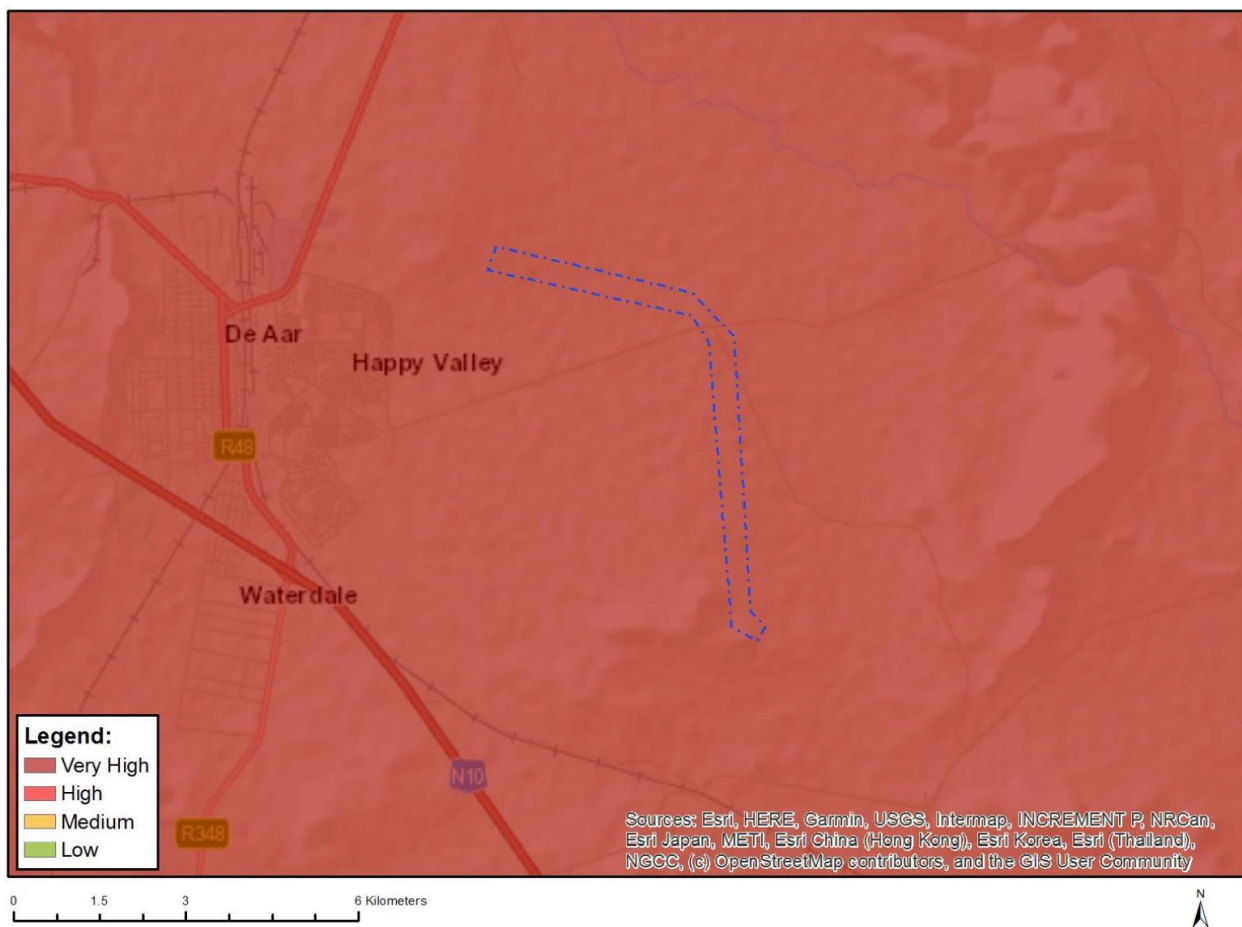 De Aar
Happy Valley
R48
Waterdale
N10
R348
Legend:
Very High
High
Medium
Low
Sources: Esri, HERE, Garmin, USGS, Intermap, INCREMENT P, NRCan,
Esri Japan, METI, Esri China (Hong Kong), Esri Korea, Esri (Thailand),
NGCC, (c) OpenStreetMap contributors, and the GIS User Community
0 1.5 3 6 Kilometers
N